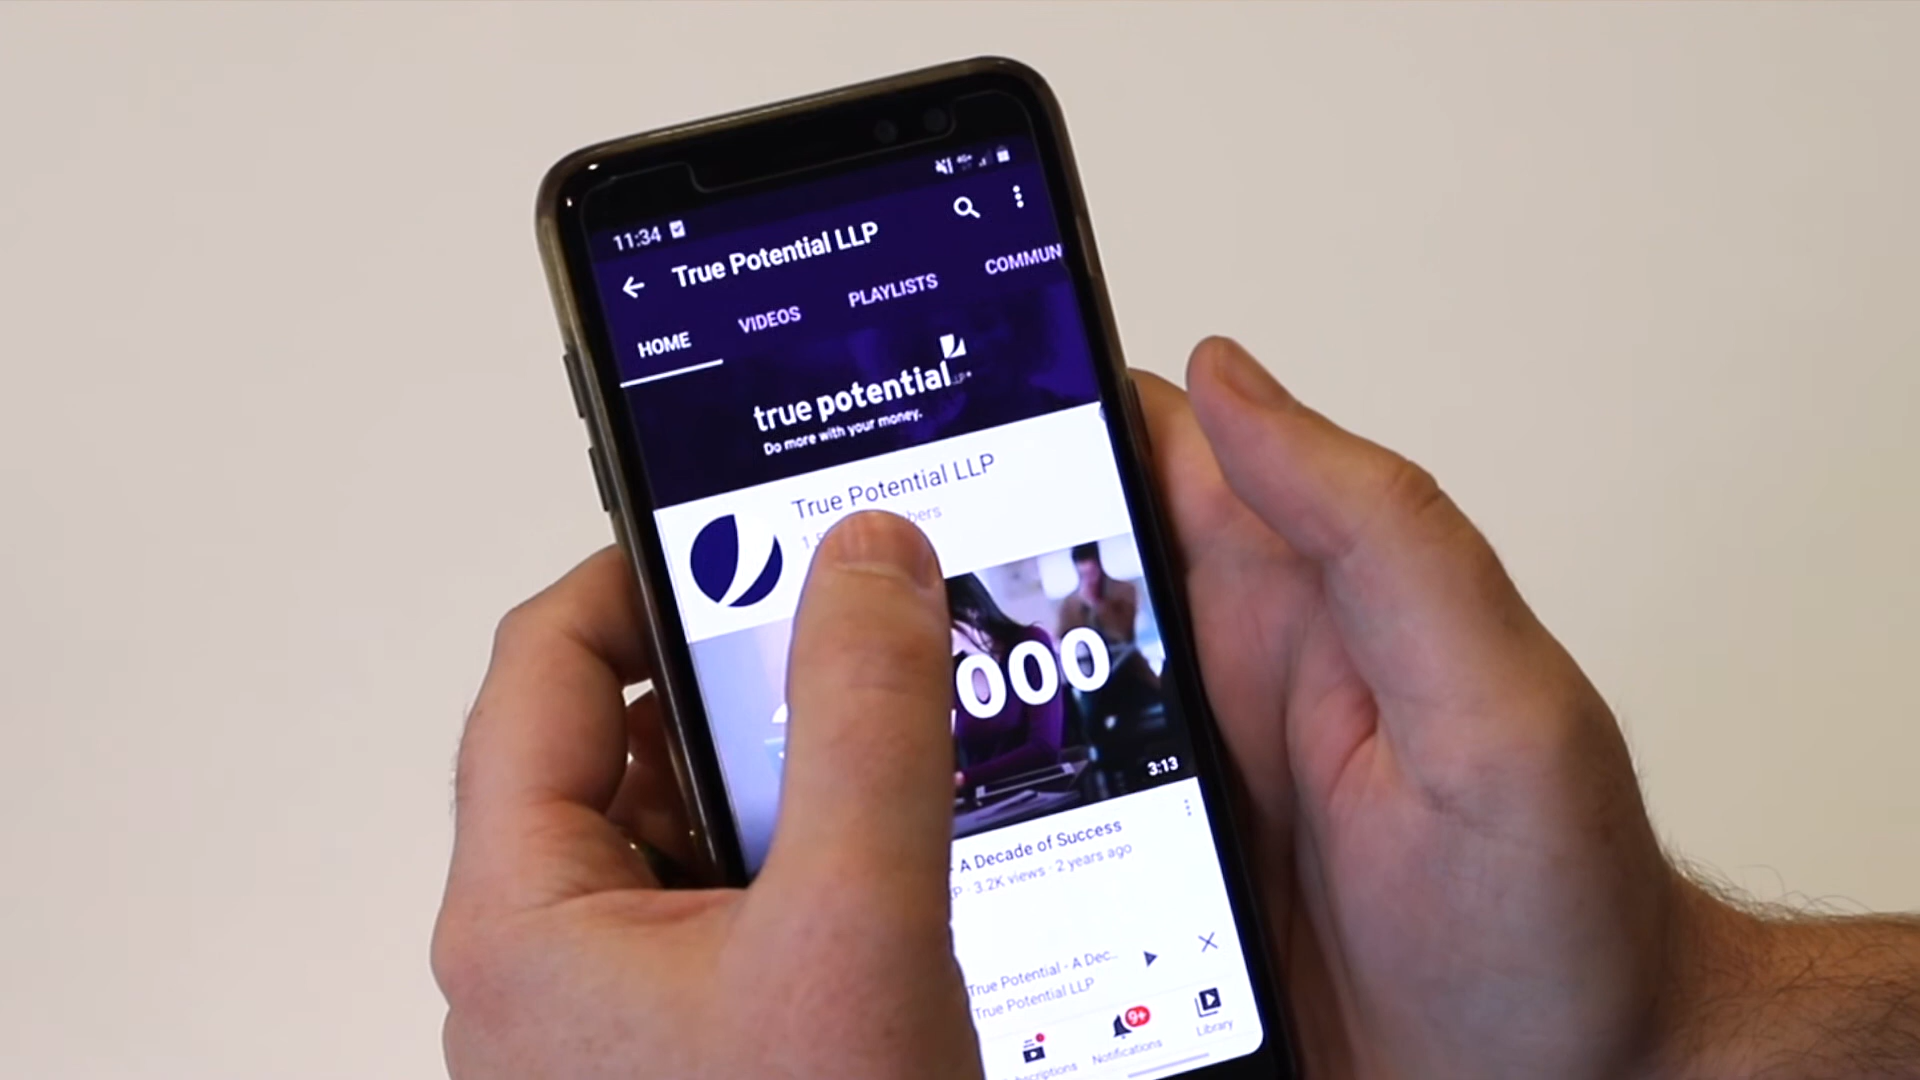 11:34
True Potential LLP
HOME VIDEOS PLAYLISTS COMMUN
true potential LLP
Do more with your money.
True Potential LLP
000
3:13
- A Decade of Success
3.2K views · 2 years ago
True Potential - A Dec...
True Potential LLP
9+
Notifications
Library